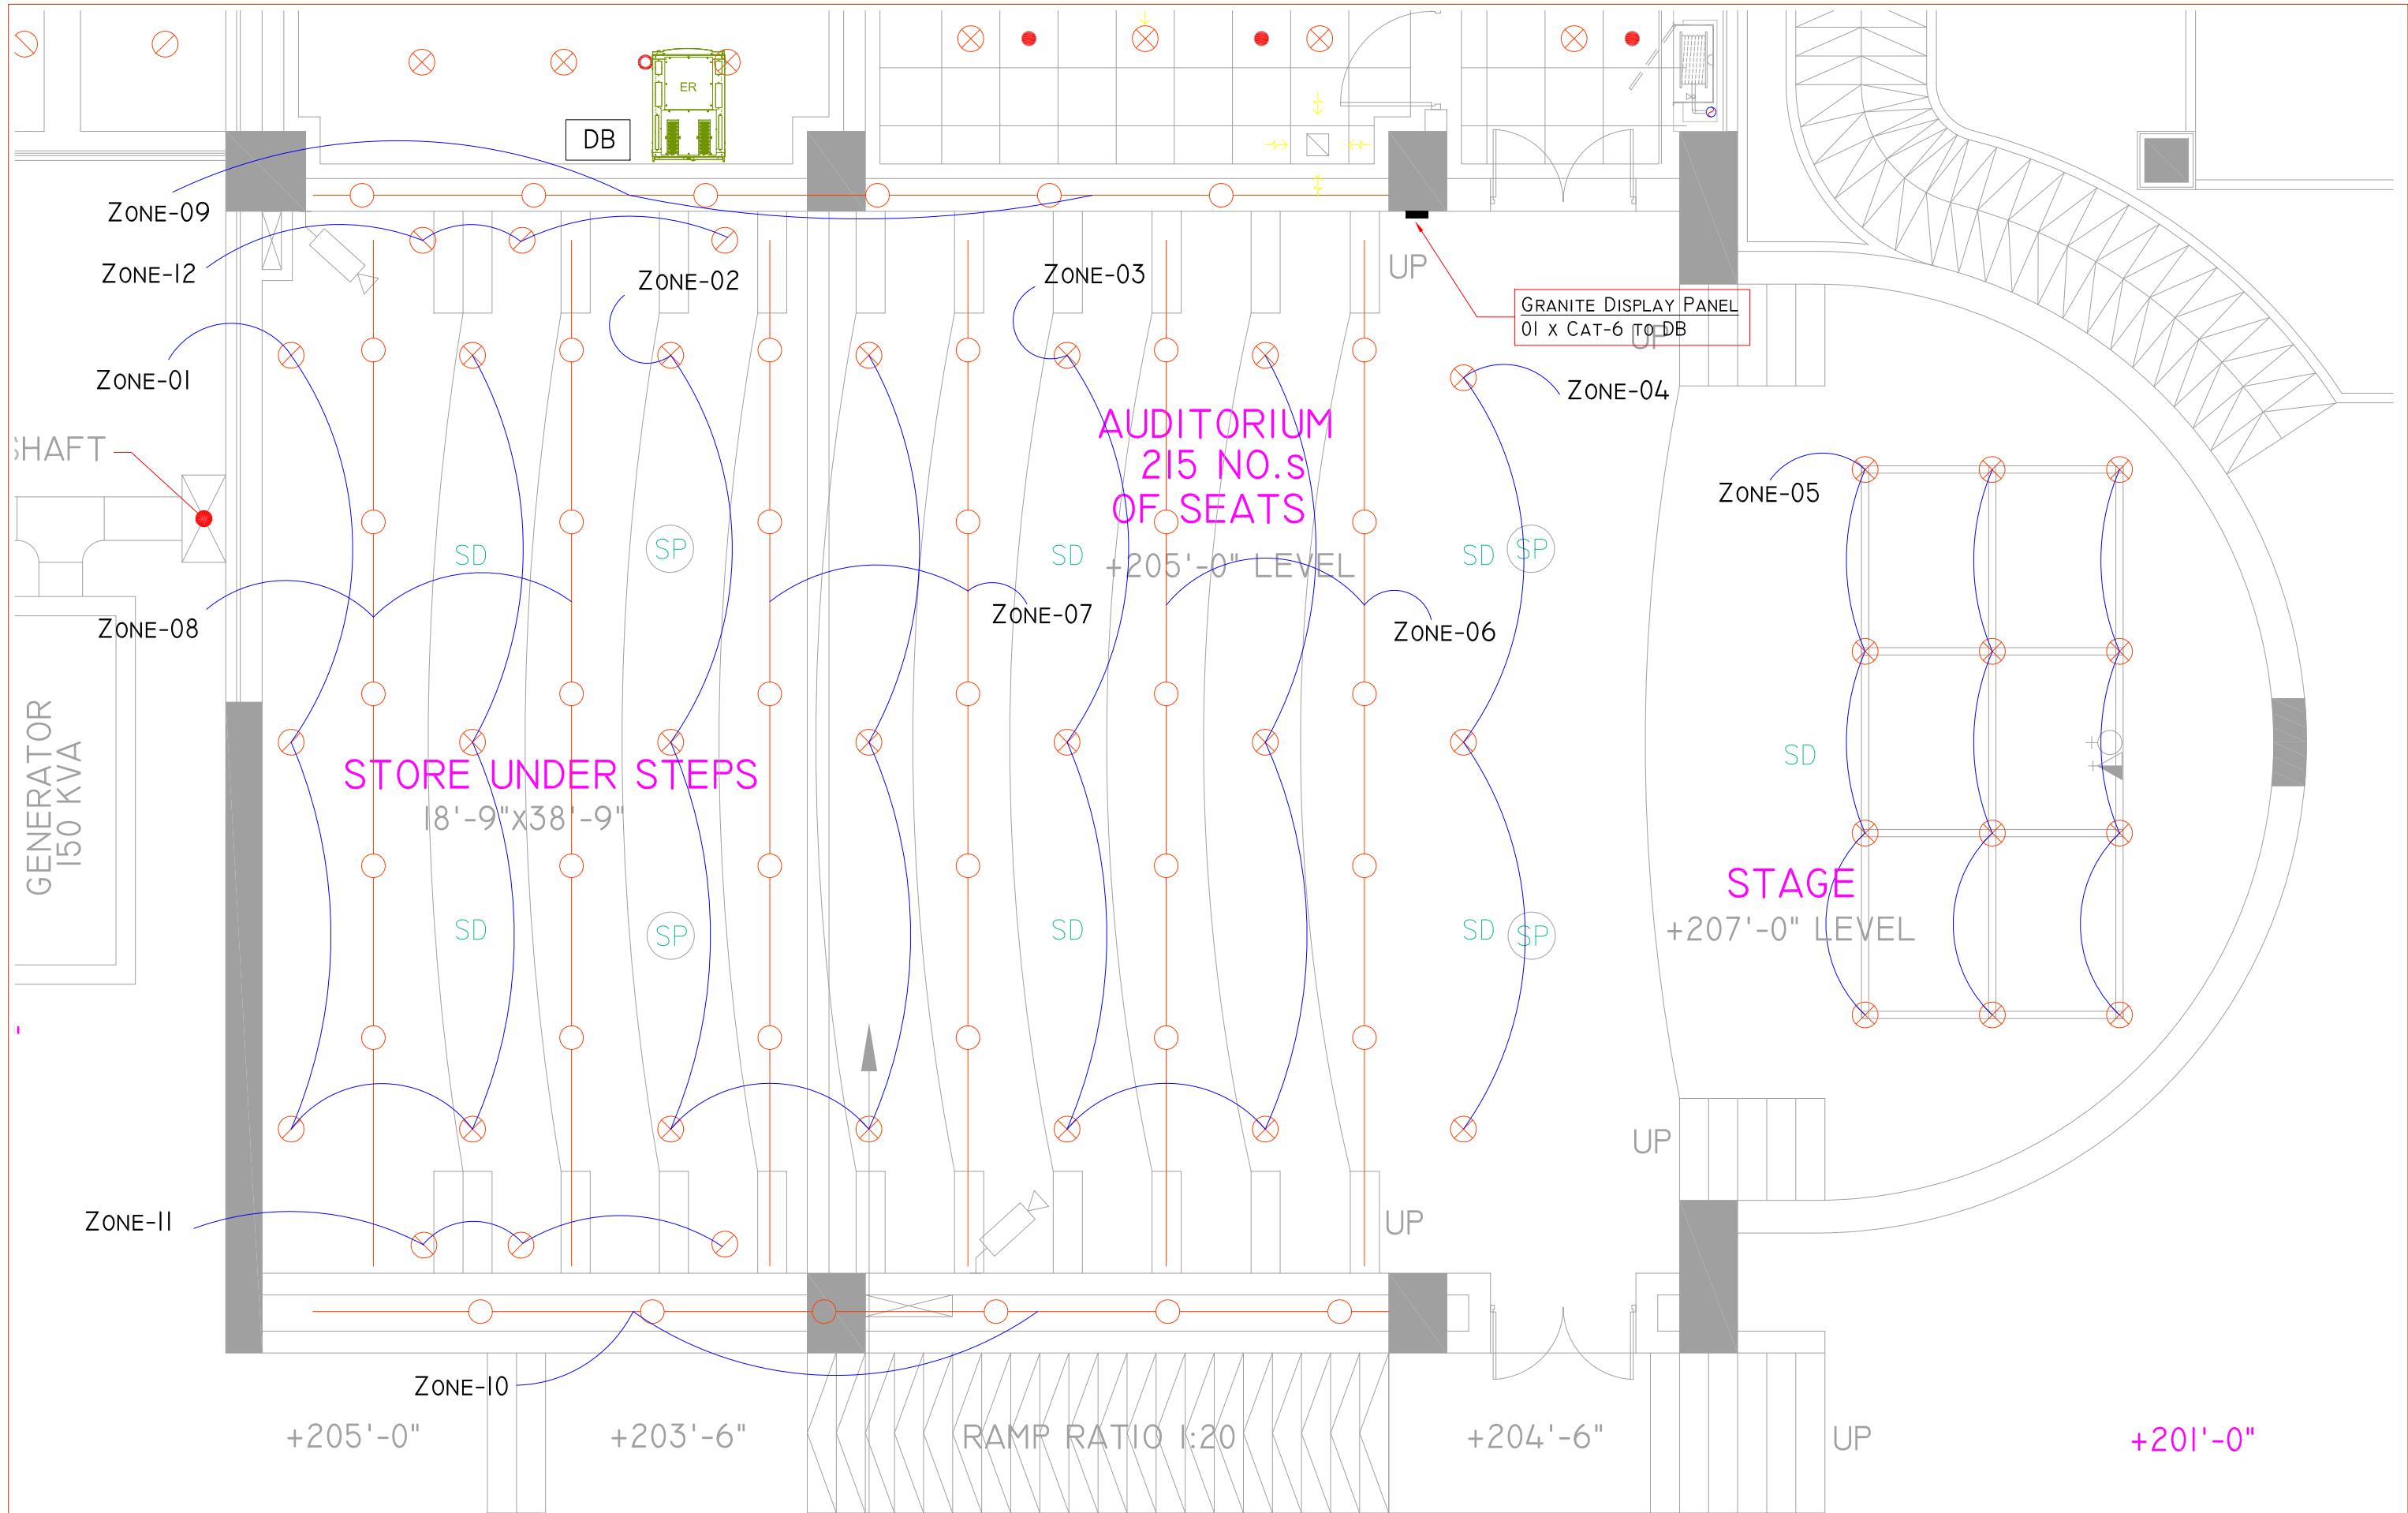 ER
DB
ZONE-09
ZONE-12
ZONE-02
ZONE-03
UP
GRANITE DISPLAY PANEL
01 X CAT-6 TO DB
UP
ZONE-01
ZONE-04
AUDITORIUM
215 NO.S
OF SEATS
+205'-0" LEVEL
SHAFT
ZONE-05
SD
SP
SD
SD
SP
ZONE-08
ZONE-07
ZONE-06
GENERATOR
150 KVA
STORE UNDER STEPS
18'-9"X38'-9"
SD
STAGE
+207'-0" LEVEL
SD
SP
SD
SD
SP
UP
ZONE-11
UP
ZONE-10
+205'-0"
+203'-6"
RAMP RATIO 1:20
+204'-6"
UP
+201'-0"